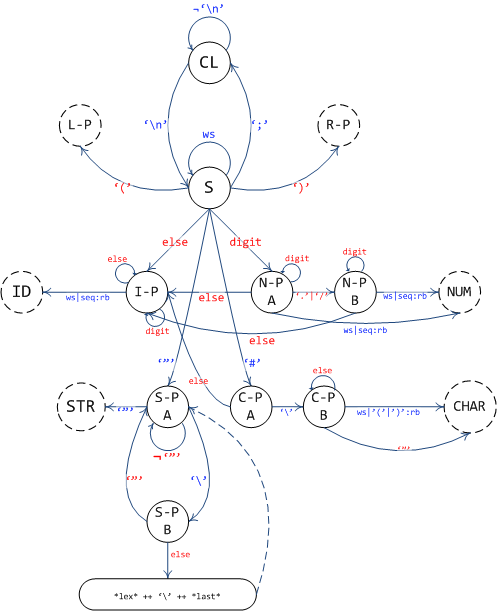 ¬‘\n’
CL
L-P
R-P
‘\n’
‘;’
ws
‘(’
S
‘)’
else
digit
else
digit
digit
ID
I-P
N-P
A
N-P
B
NUM
ws|seq:rb
else
‘.’|‘/’
ws|seq:rb
digit
ws|seq:rb
else
‘”’
‘#’
else
else
STR
‘”’
S-P
A
C-P
A
‘\’
C-P
B
ws|’(’|’)’:rb
CHAR
¬‘”’
‘”’
‘”’
‘\’
S-P
B
else
*lex* ++ ‘\’ ++ *last*